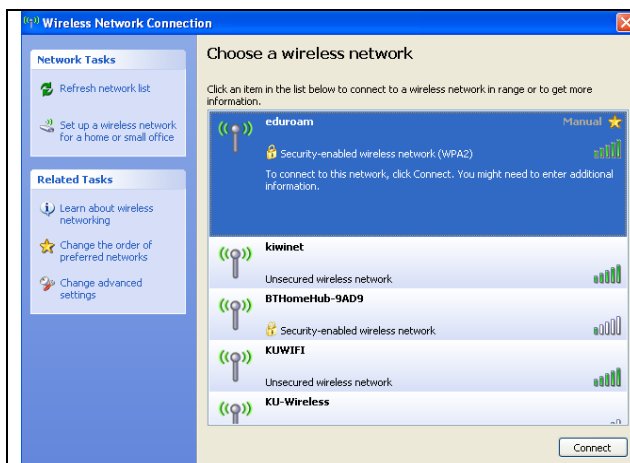 Wireless Network Connection
Network Tasks
Refresh network list
Set up a wireless network
for a home or small office
Related Tasks
Learn about wireless
networking
Change the order of
preferred networks
Change advanced
settings
Choose a wireless network
Click an item in the list below to connect to a wireless network in range or to get more
information.
eduroam
Manual
Security-enabled wireless network (WPA2)
To connect to this network, click Connect. You might need to enter additional
information.
kiwinet
Unsecured wireless network
BTHomeHub-9AD9
Security-enabled wireless network
KUWIFI
Unsecured wireless network
KU-Wireless
Connect